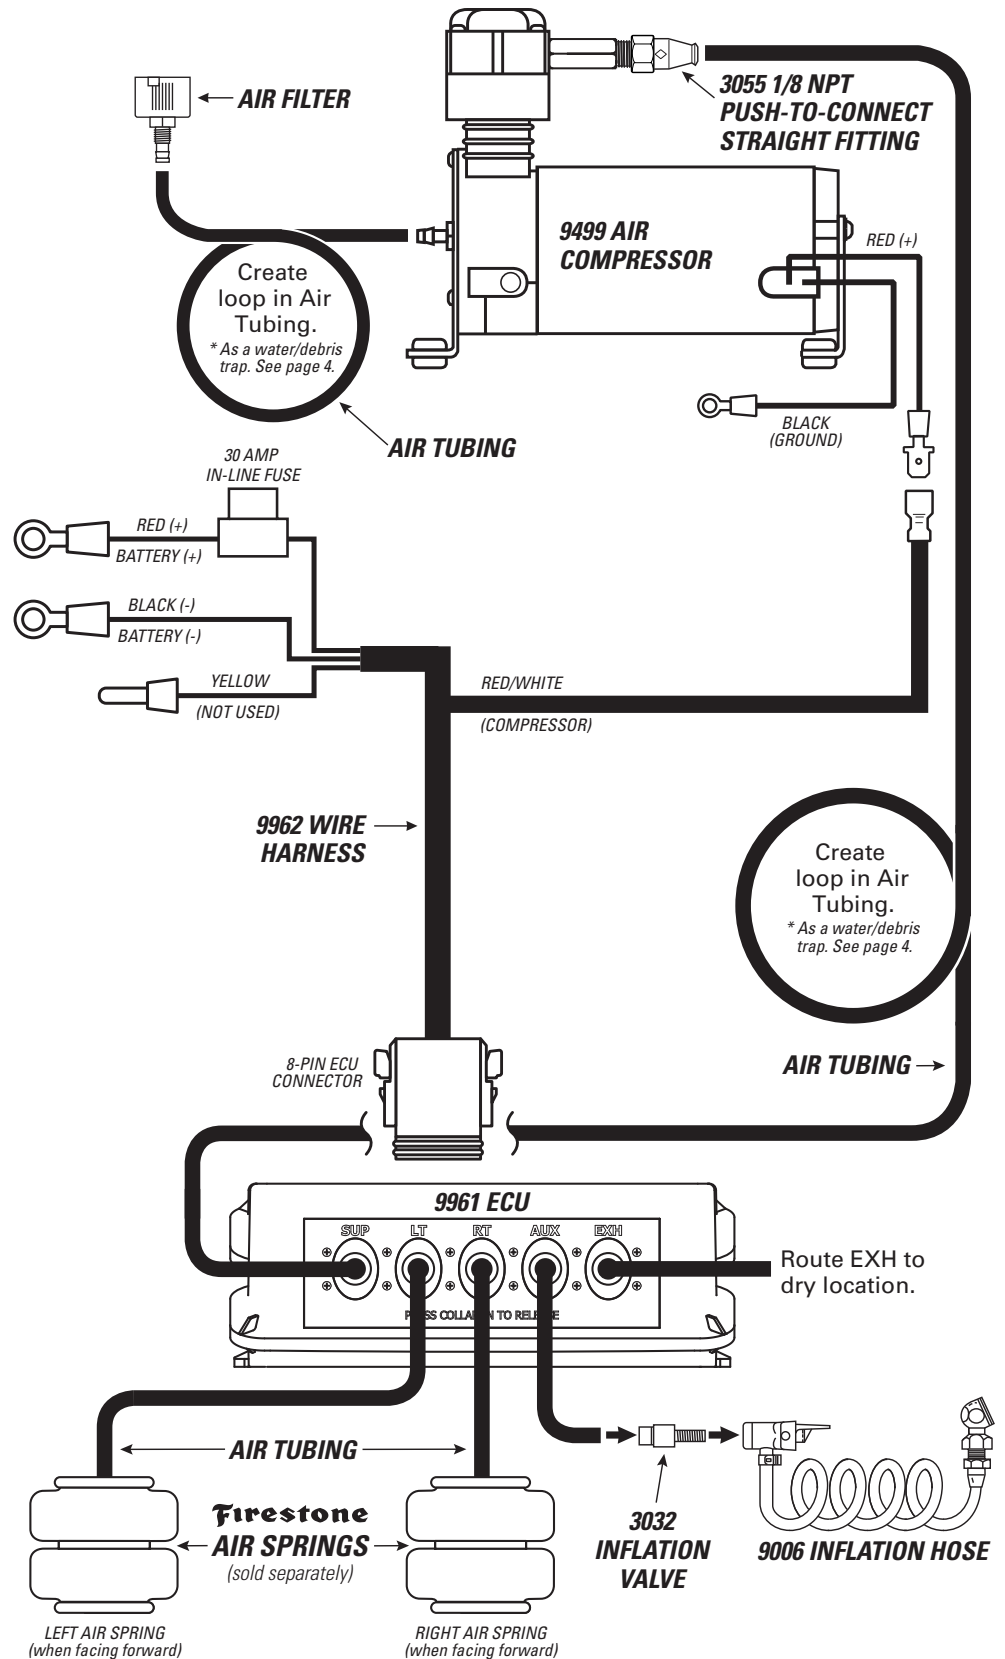 AIR FILTER
3055 1/8 NPT
PUSH-TO-CONNECT
STRAIGHT FITTING
9499 AIR
COMPRESSOR
RED (+)
Create
loop in Air
Tubing.
* As a water/debris
trap. See page 4.
BLACK
(GROUND)
AIR TUBING
30 AMP
IN-LINE FUSE
RED (+)
BATTERY (+)
BLACK (-)
BATTERY (-)
YELLOW
(NOT USED)
RED/WHITE
(COMPRESSOR)
9962 WIRE
HARNESS
Create
loop in Air
Tubing.
* As a water/debris
trap. See page 4.
8-PIN ECU
CONNECTOR
AIR TUBING
9961 ECU
SUP LT RT AUX EXH
Route EXH to
dry location.
COLLAR TO
AIR TUBING
Firestone
AIR SPRINGS
(sold separately)
3032
INFLATION
VALVE
9006 INFLATION HOSE
LEFT AIR SPRING
(when facing forward)
RIGHT AIR SPRING
(when facing forward)